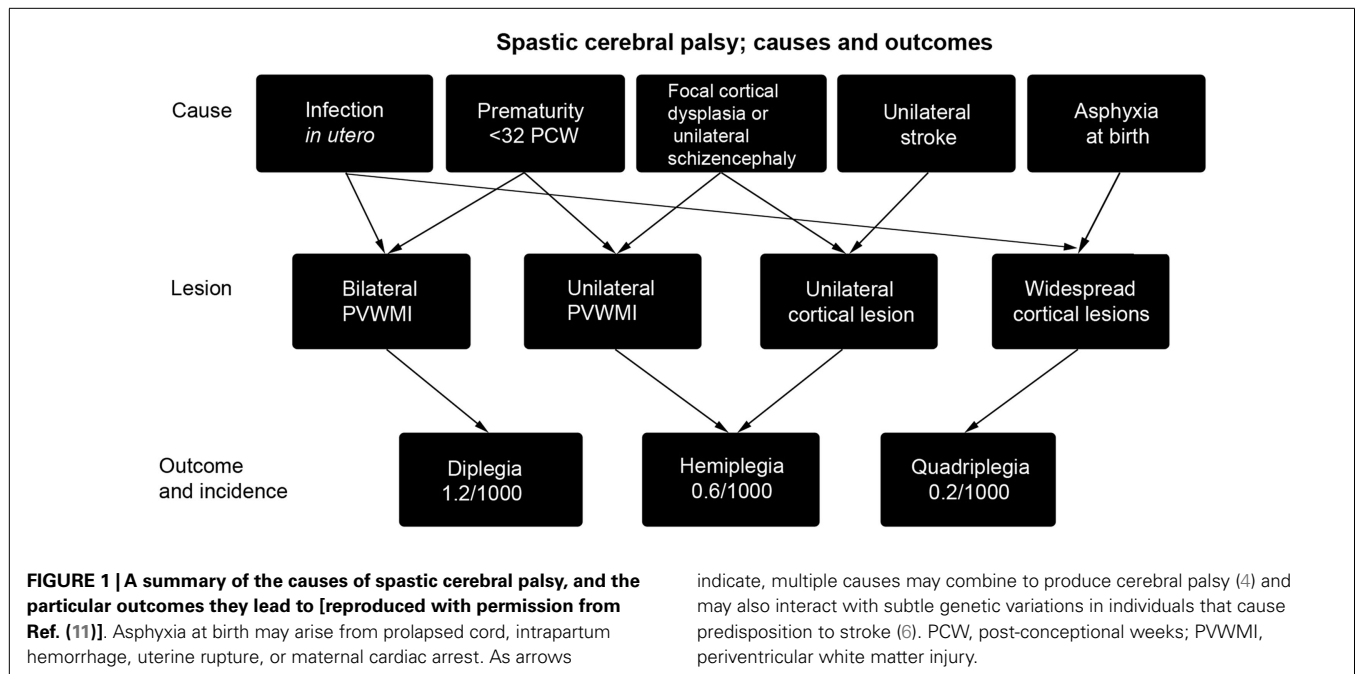 Spastic cerebral palsy; causes and outcomes
Cause
Infection
in utero
Prematurity
<32 PCW
Focal cortical
dysplasia or
unilateral
schizencephaly
Unilateral
stroke
Asphyxia
at birth
Lesion
Bilateral
PVWMI
Unilateral
PVWMI
Unilateral
cortical lesion
Widespread
cortical lesions
Outcome
and incidence
Diplegia
1.2/1000
Hemiplegia
0.6/1000
Quadriplegia
0.2/1000
FIGURE 1 | A summary of the causes of spastic cerebral palsy, and the
particular outcomes they lead to [reproduced with permission from
Ref. (11)]. Asphyxia at birth may arise from prolapsed cord, intrapartum
hemorrhage, uterine rupture, or maternal cardiac arrest. As arrows
indicate, multiple causes may combine to produce cerebral palsy (4) and
may also interact with subtle genetic variations in individuals that cause
predisposition to stroke (6). PCW, post-conceptional weeks; PVWMI,
periventricular white matter injury.